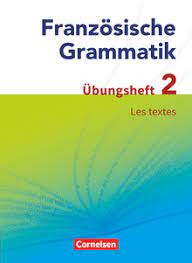 Französische
Grammatik
Übungsheft 2
Les textes
Cornelsen